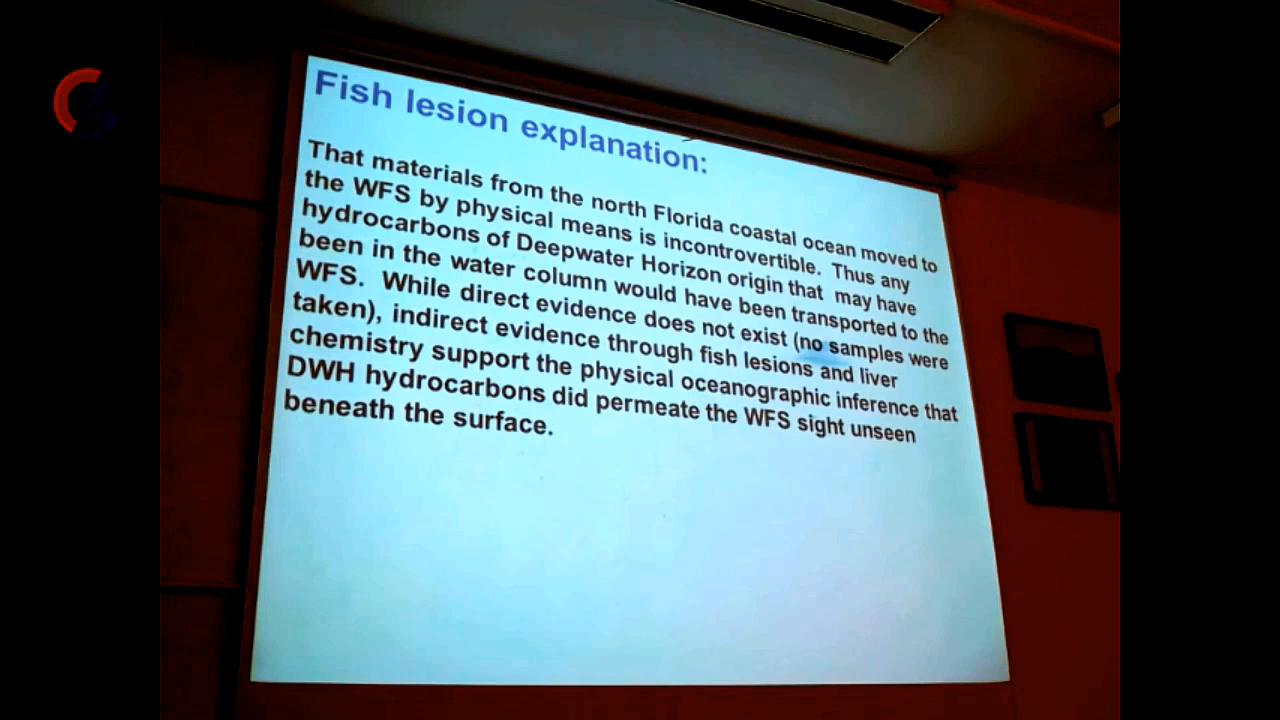 Fish lesion explanation:
That materials from the north Florida coastal ocean moved to
the WFS by physical means is incontrovertible. Thus any
hydrocarbons of Deepwater Horizon origin that may have
been in the water column would have been transported to the
WFS. While direct evidence does not exist (no samples were
taken), indirect evidence through fish lesions and liver
chemistry support the physical oceanographic inference that
DWH hydrocarbons did permeate the WFS sight unseen
beneath the surface.